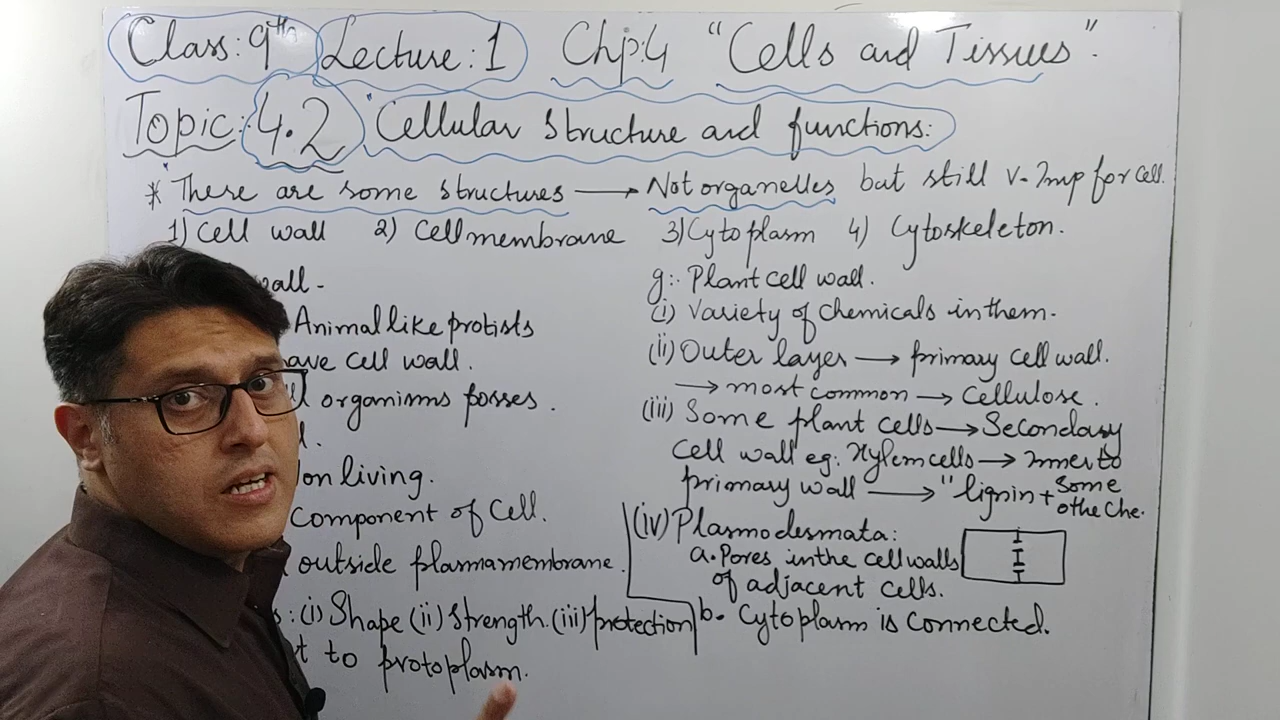 Class: 9th Lecture: 1 Chp: 4 "Cells and Tissues".
Topic: 4.2 Cellular structure and functions:
* There are some structures → Not organelles but still v. Imp for cell.
1) Cell wall 2) Cell membrane 3) Cytoplasm 4) Cytoskeleton.
wall -
Animal like protists
ave cell wall.
organisms posses.
on living.
Component of Cell.
outside plasma membrane.
: (i) Shape (ii) Strength. (iii) protection
t to protoplasm.
g: Plant cell wall.
(i) Variety of Chemicals in them.
(ii) Outer layer → primary cell wall.
→ most common → Cellulose.
(iii) Some plant cells → Secondary
Cell wall eg: Xylem cells → Inner to
primary wall → "lignin + Some
othe Che.
(iv) Plasmodesmata:
a. Pores in the cell walls
of adjacent cells.
b. Cytoplasm is connected.